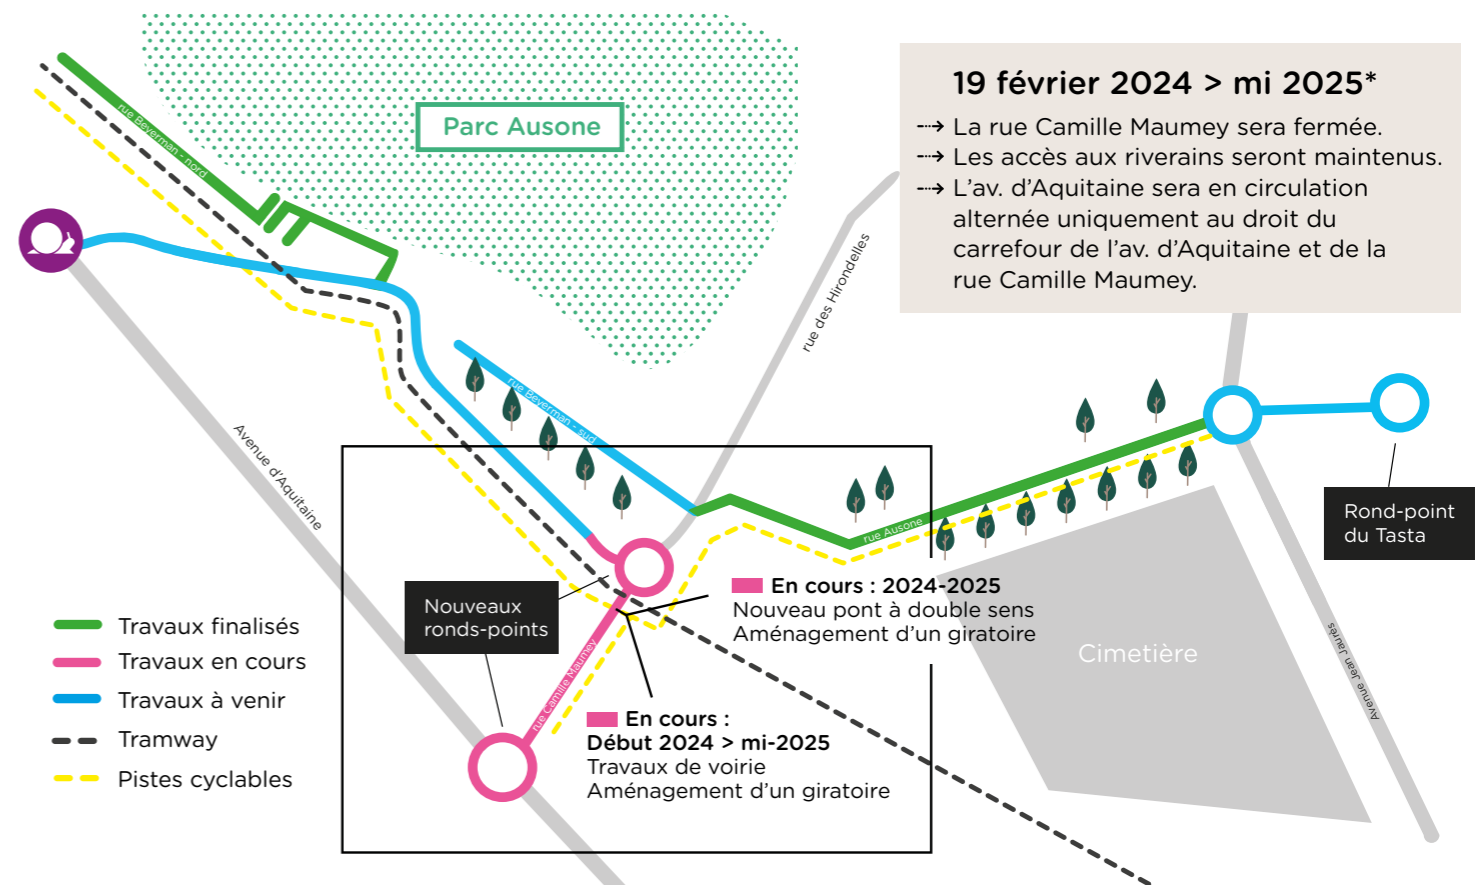 Parc Ausone
19 février 2024 > mi 2025*
La rue Camille Maumey sera fermée.
Les accès aux riverains seront maintenus.
L’av. d’Aquitaine sera en circulation
alternée uniquement au droit du
carrefour de l’av. d’Aquitaine et de la
rue Camille Maumey.
rue Beyerman - nord
rue des Hirondelles
rue Beyerman - sud
Avenue d’Aquitaine
rue Ausone
Rond-point
du Tasta
Nouveaux
ronds-points
En cours : 2024-2025
Nouveau pont à double sens
Aménagement d’un giratoire
Cimetière
Avenue Jean Jaurès
rue Camille Maumey
En cours :
Début 2024 > mi-2025
Travaux de voirie
Aménagement d’un giratoire
Travaux finalisés
Travaux en cours
Travaux à venir
Tramway
Pistes cyclables